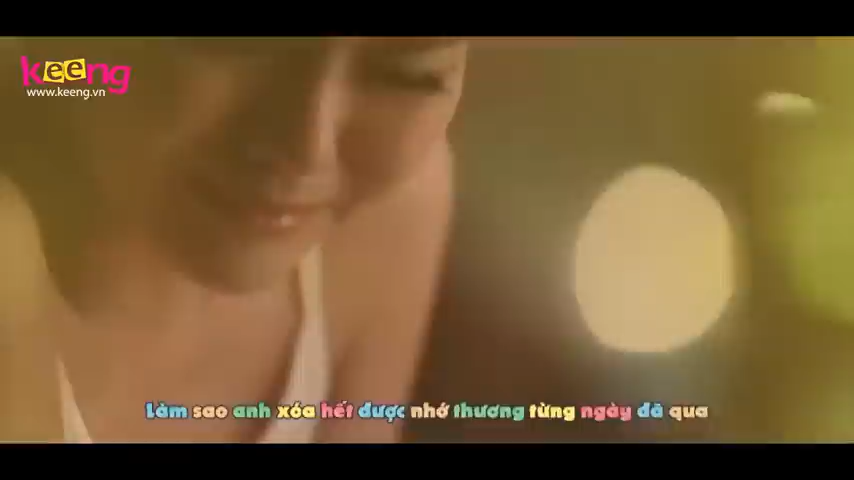 keeng
www.keeng.vn
Làm sao anh xóa hết được nhớ thương từng ngày đã qua